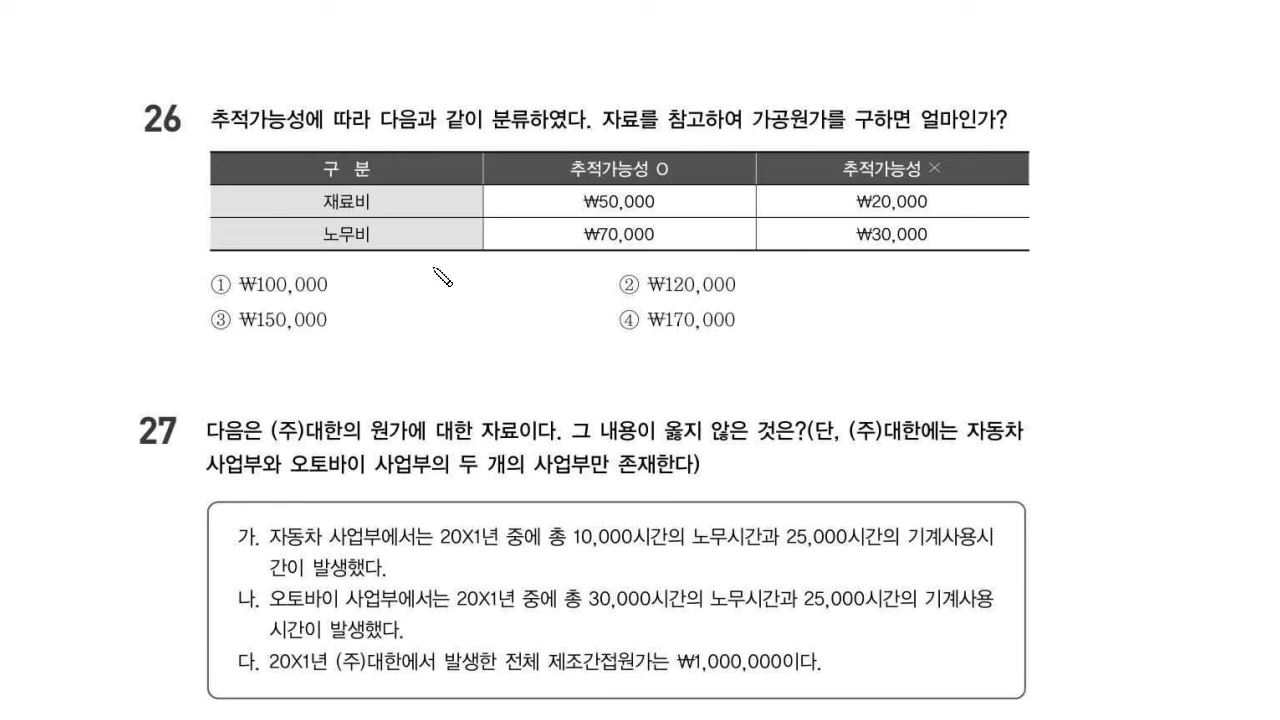 26 추적가능성에 따라 다음과 같이 분류하였다. 자료를 참고하여 가공원가를 구하면 얼마인가?
구 분 추적가능성 O 추적가능성 ×
재료비 ₩50,000 ₩20,000
노무비 ₩70,000 ₩30,000
① ₩100,000 ② ₩120,000
③ ₩150,000 ④ ₩170,000
27 다음은 (주)대한의 원가에 대한 자료이다. 그 내용이 옳지 않은 것은?(단, (주)대한에는 자동차
사업부와 오토바이 사업부의 두 개의 사업부만 존재한다)
가. 자동차 사업부에서는 20X1년 중에 총 10,000시간의 노무시간과 25,000시간의 기계사용시
간이 발생했다.
나. 오토바이 사업부에서는 20X1년 중에 총 30,000시간의 노무시간과 25,000시간의 기계사용
시간이 발생했다.
다. 20X1년 (주)대한에서 발생한 전체 제조간접원가는 ₩1,000,000이다.